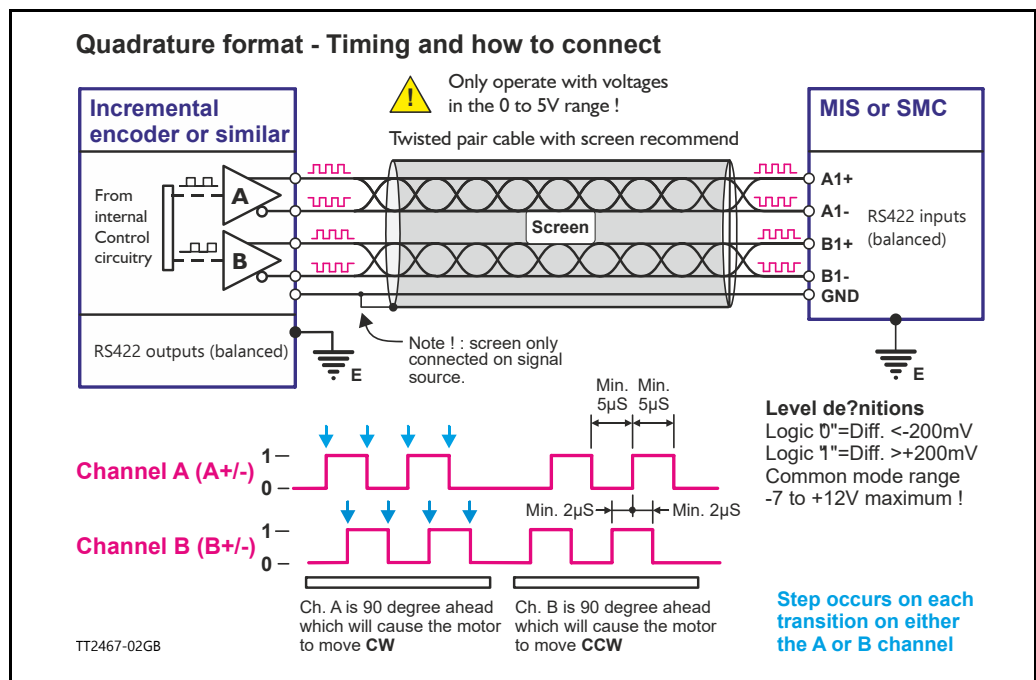 Quadrature format - Timing and how to connect
!
Only operate with voltages
in the 0 to 5V range !
Twisted pair cable with screen recommend
Incremental
encoder or similar
From
internal
Control
circuitry
A
B
RS422 outputs (balanced)
E
Screen
Note ! : screen only
connected on signal
source.
MIS or SMC
A1+
A1-
B1+
B1-
GND
RS422 inputs
(balanced)
E
Min.
5µS
Min.
5µS
Level de?nitions
Logic "0"=Diff. <-200mV
Logic "1"=Diff. >+200mV
Common mode range
-7 to +12V maximum !
Channel A (A+/-)
1
0
Min. 2µS
Min. 2µS
Channel B (B+/-)
1
0
Ch. A is 90 degree ahead
which will cause the motor
to move CW
Ch. B is 90 degree ahead
which will cause the motor
to move CCW
Step occurs on each
transition on either
the A or B channel
TT2467-02GB